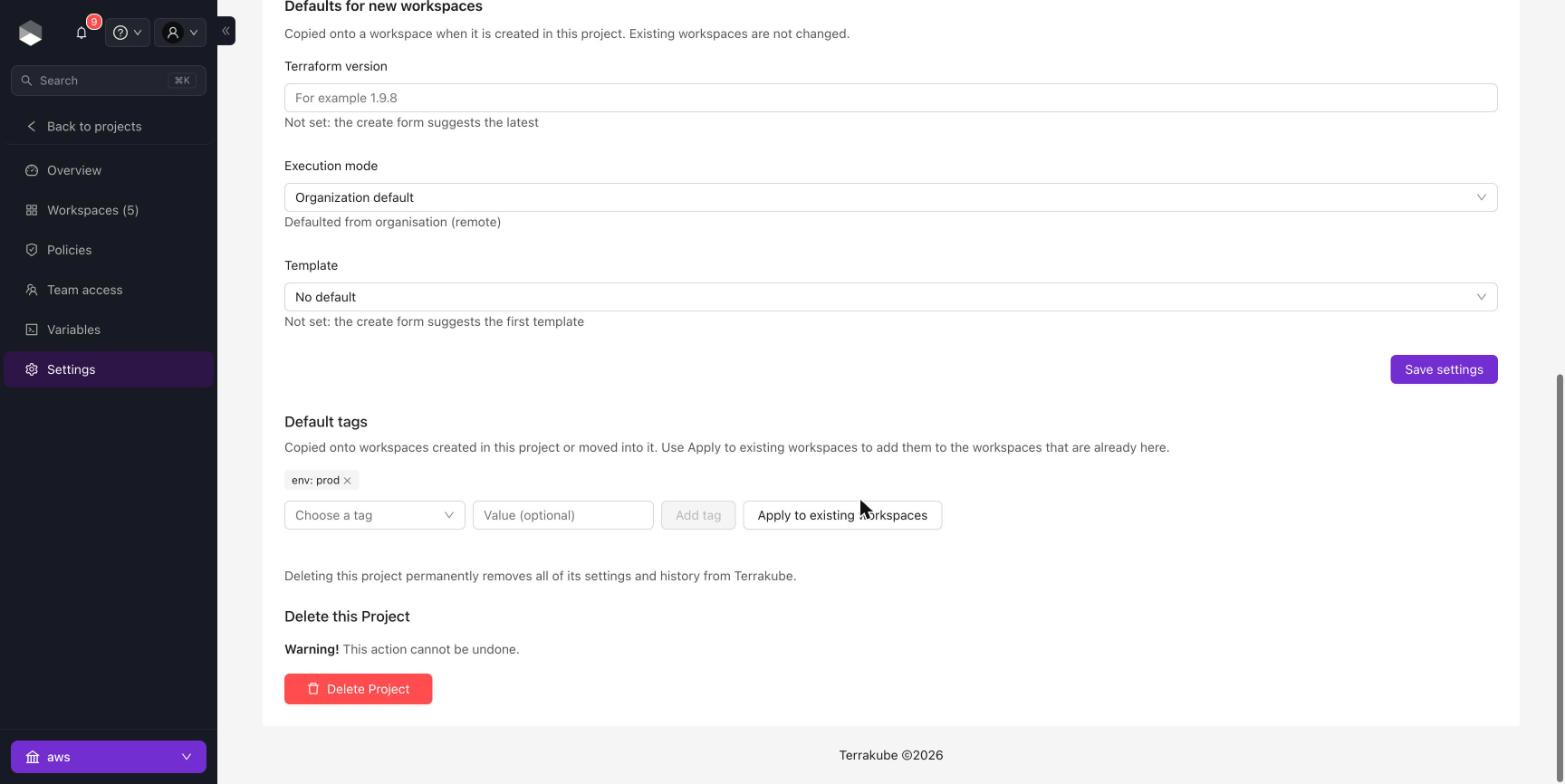 9
Search
⌘K
Back to projects
Overview
Workspaces (5)
Policies
Team access
Variables
Settings
aws
Defaults for new workspaces
Copied onto a workspace when it is created in this project. Existing workspaces are not changed.
Terraform version
For example 1.9.8
Not set: the create form suggests the latest
Execution mode
Organization default
Defaulted from organisation (remote)
Template
No default
Not set: the create form suggests the first template
Save settings
Default tags
Copied onto workspaces created in this project or moved into it. Use Apply to existing workspaces to add them to the workspaces that are already here.
env: prod
Choose a tag
Value (optional)
Add tag
Apply to existing workspaces
Deleting this project permanently removes all of its settings and history from Terrakube.
Delete this Project
Warning! This action cannot be undone.
Delete Project
Terrakube ©2026